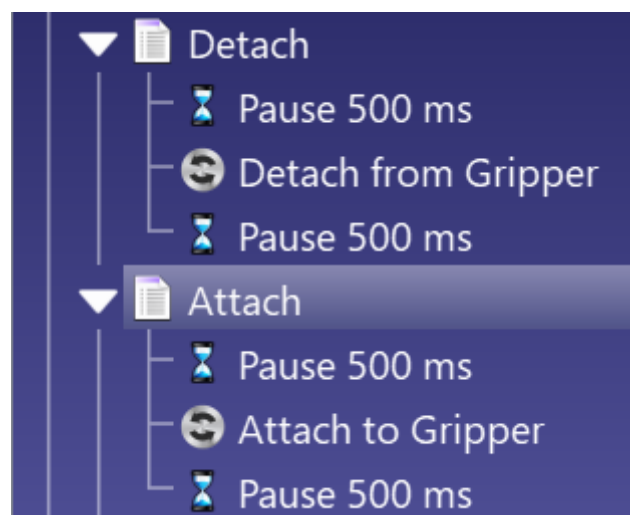 Detach
Pause 500 ms
Detach from Gripper
Pause 500 ms
Attach
Pause 500 ms
Attach to Gripper
Pause 500 ms